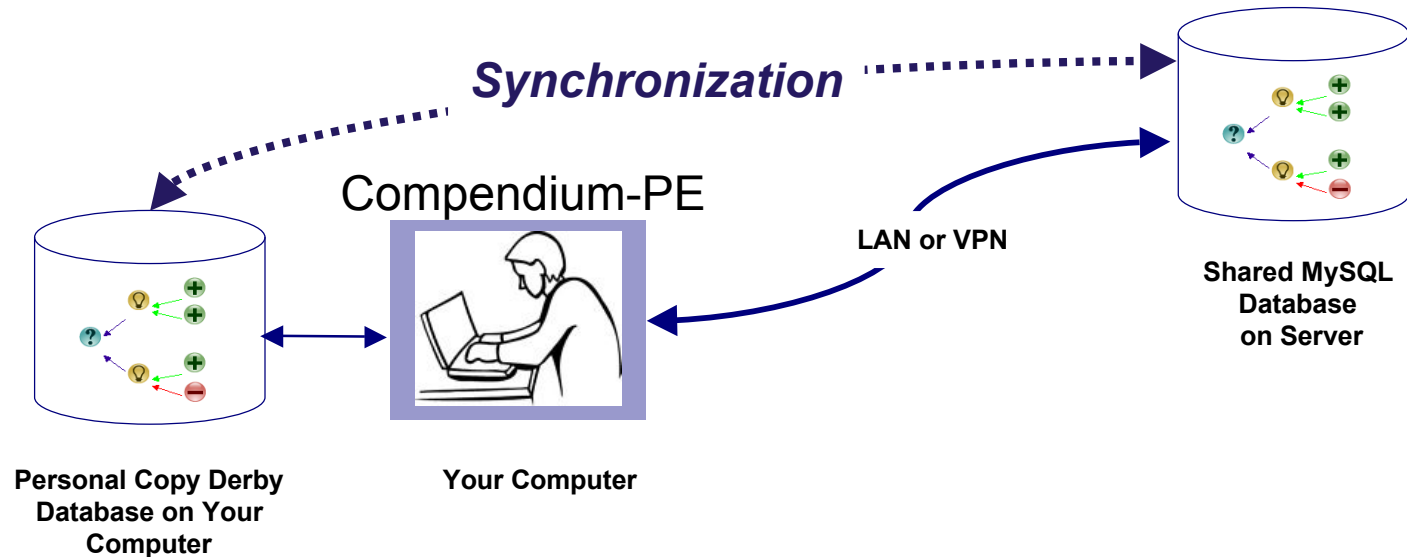 Synchronization
Compendium-PE
LAN or VPN
Shared MySQL
Database
on Server
?
?
Personal Copy Derby
Database on Your
Computer
Your Computer